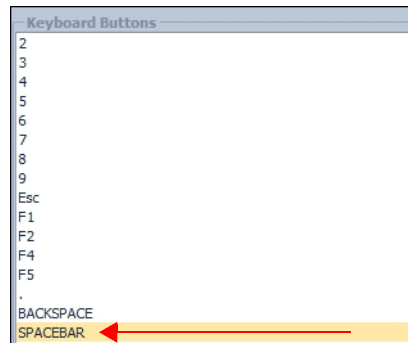 Keyboard Buttons
2
3
4
5
6
7
8
9
Esc
F1
F2
F4
F5
.
BACKSPACE
SPACEBAR